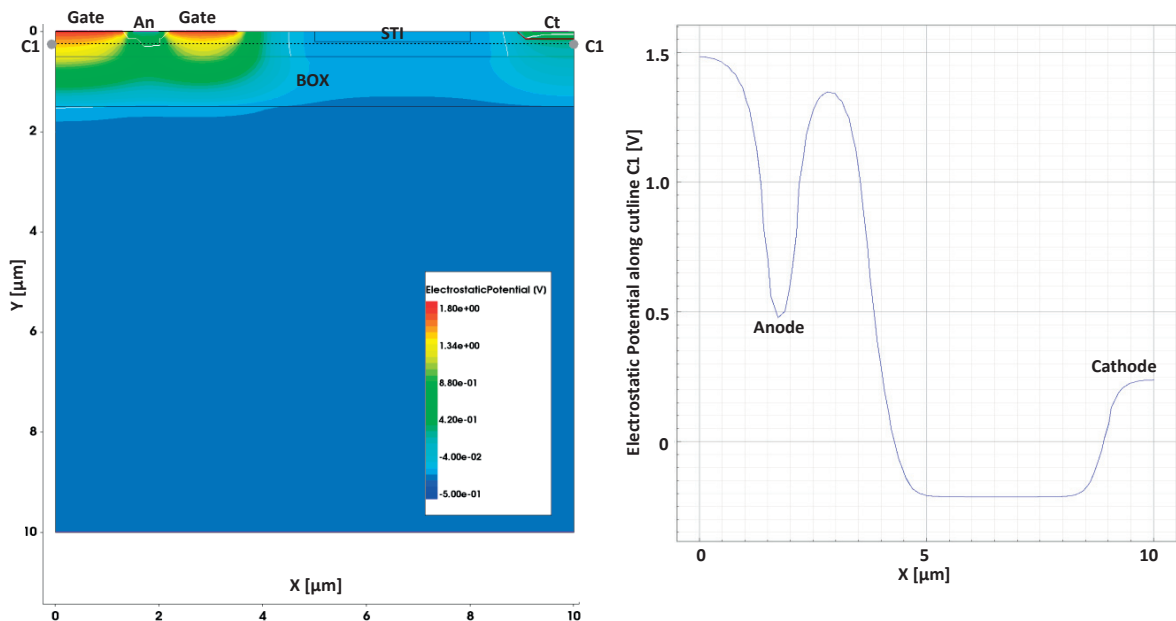 Gate An Gate Ct
0
C1 STI C1
BOX
2
4
Y [µm]
6
8
10
ElectrostaticPotential (V)
1.80e+00
1.34e+00
8.80e-01
4.20e-01
-4.00e-02
-5.00e-01
X [µm]
0 2 4 6 8 10
Electrostatic Potential along cutline C1 [V]
1.5
1.0
0.5
0
Anode
Cathode
0 5 10
X [µm]